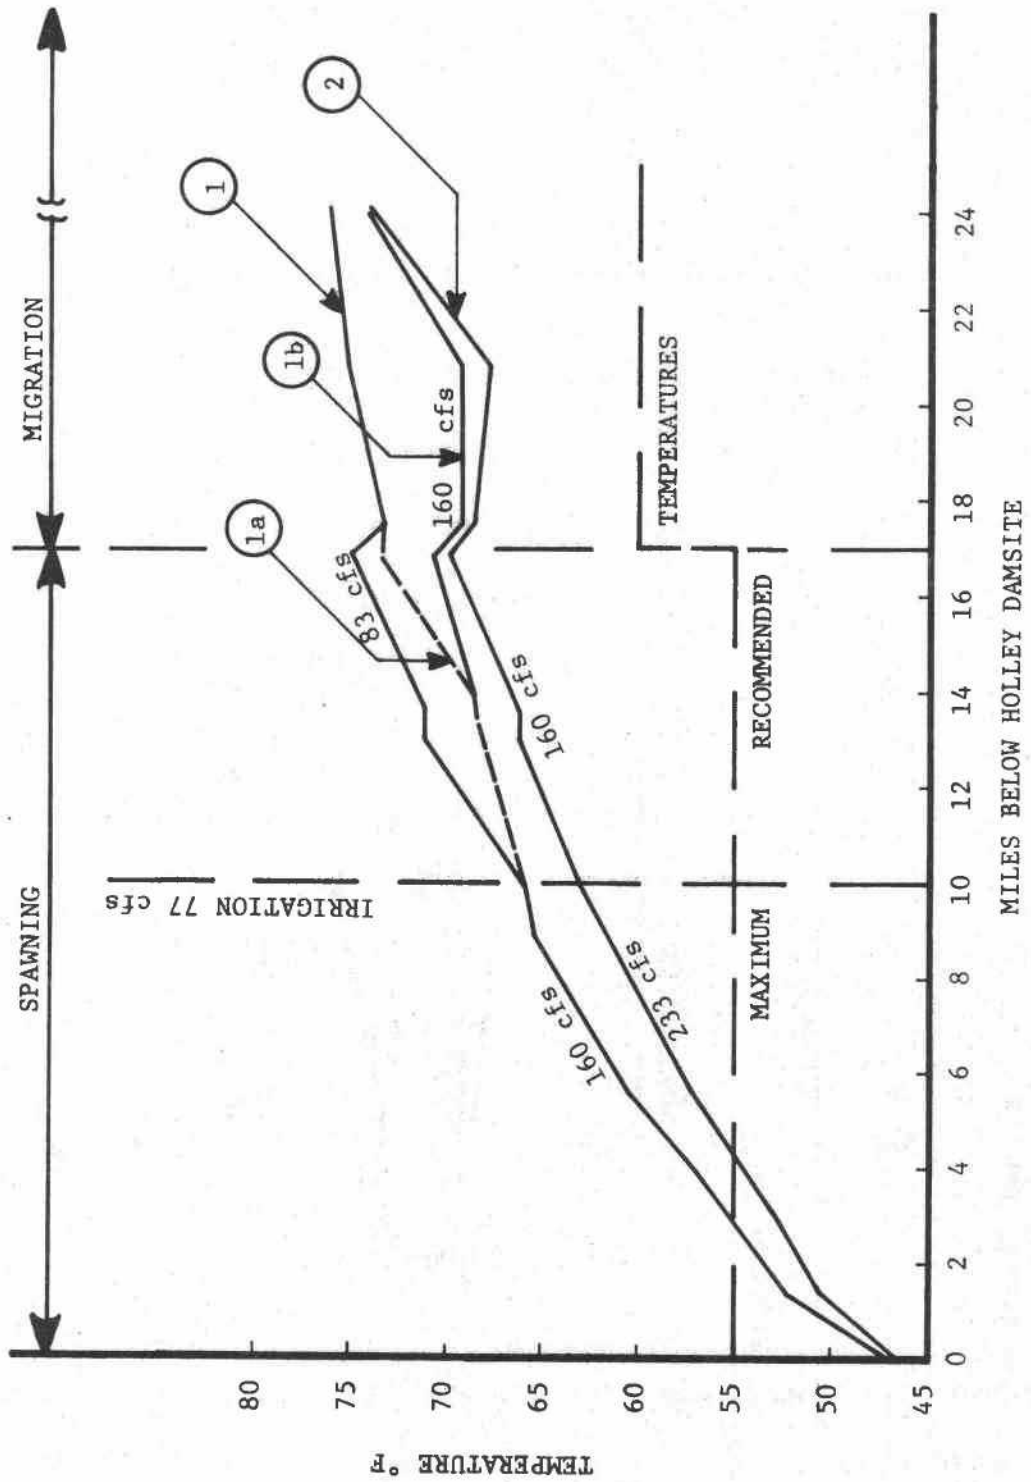 SPAWNING
MIGRATION
1
2
1b
1a
IRRIGATION 77 cfs
83 cfs
160 cfs
160 cfs
233 cfs
160 cfs
MAXIMUM
RECOMMENDED
TEMPERATURES
TEMPERATURE °F
80
75
70
65
60
55
50
45
0
2
4
6
8
10
12
14
16
18
20
22
24
MILES BELOW HOLLEY DAMSITE